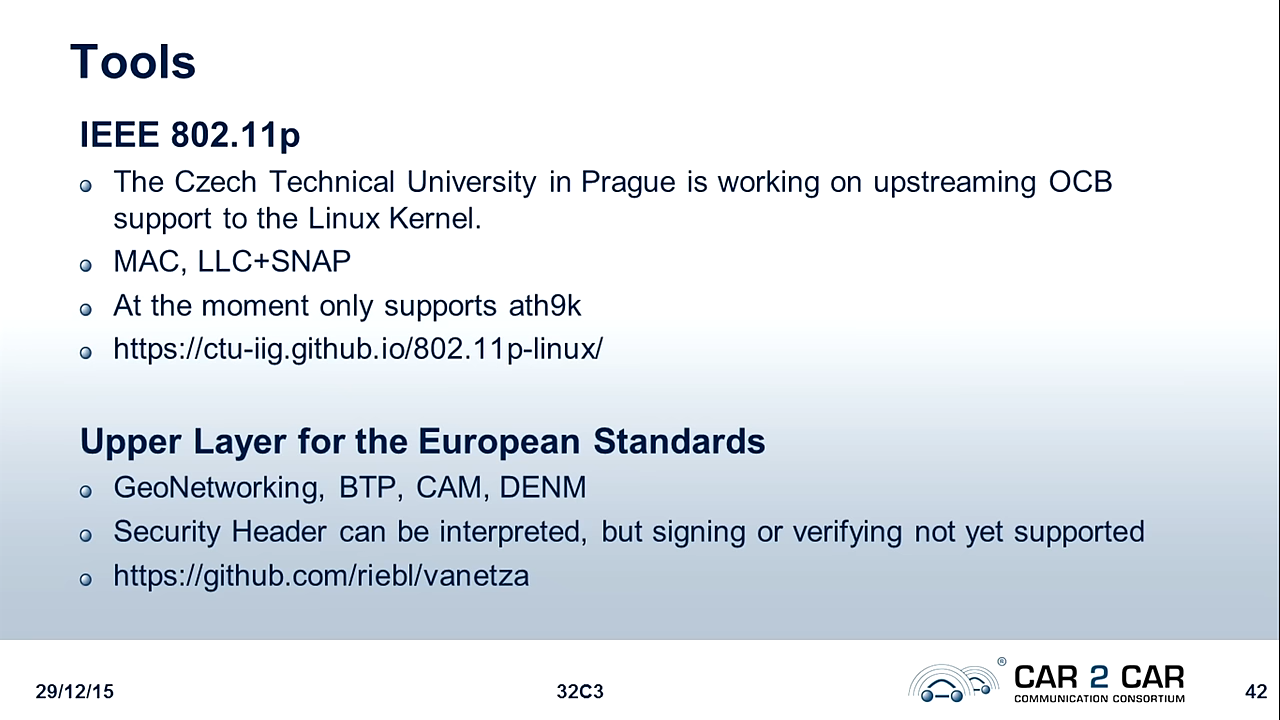 Tools
IEEE 802.11p
The Czech Technical University in Prague is working on upstreaming OCB
support to the Linux Kernel.
MAC, LLC+SNAP
At the moment only supports ath9k
https://ctu-iig.github.io/802.11p-linux/
Upper Layer for the European Standards
GeoNetworking, BTP, CAM, DENM
Security Header can be interpreted, but signing or verifying not yet supported
https://github.com/riebl/vanetza
29/12/15
32C3
® CAR 2 CAR
COMMUNICATION CONSORTIUM
42